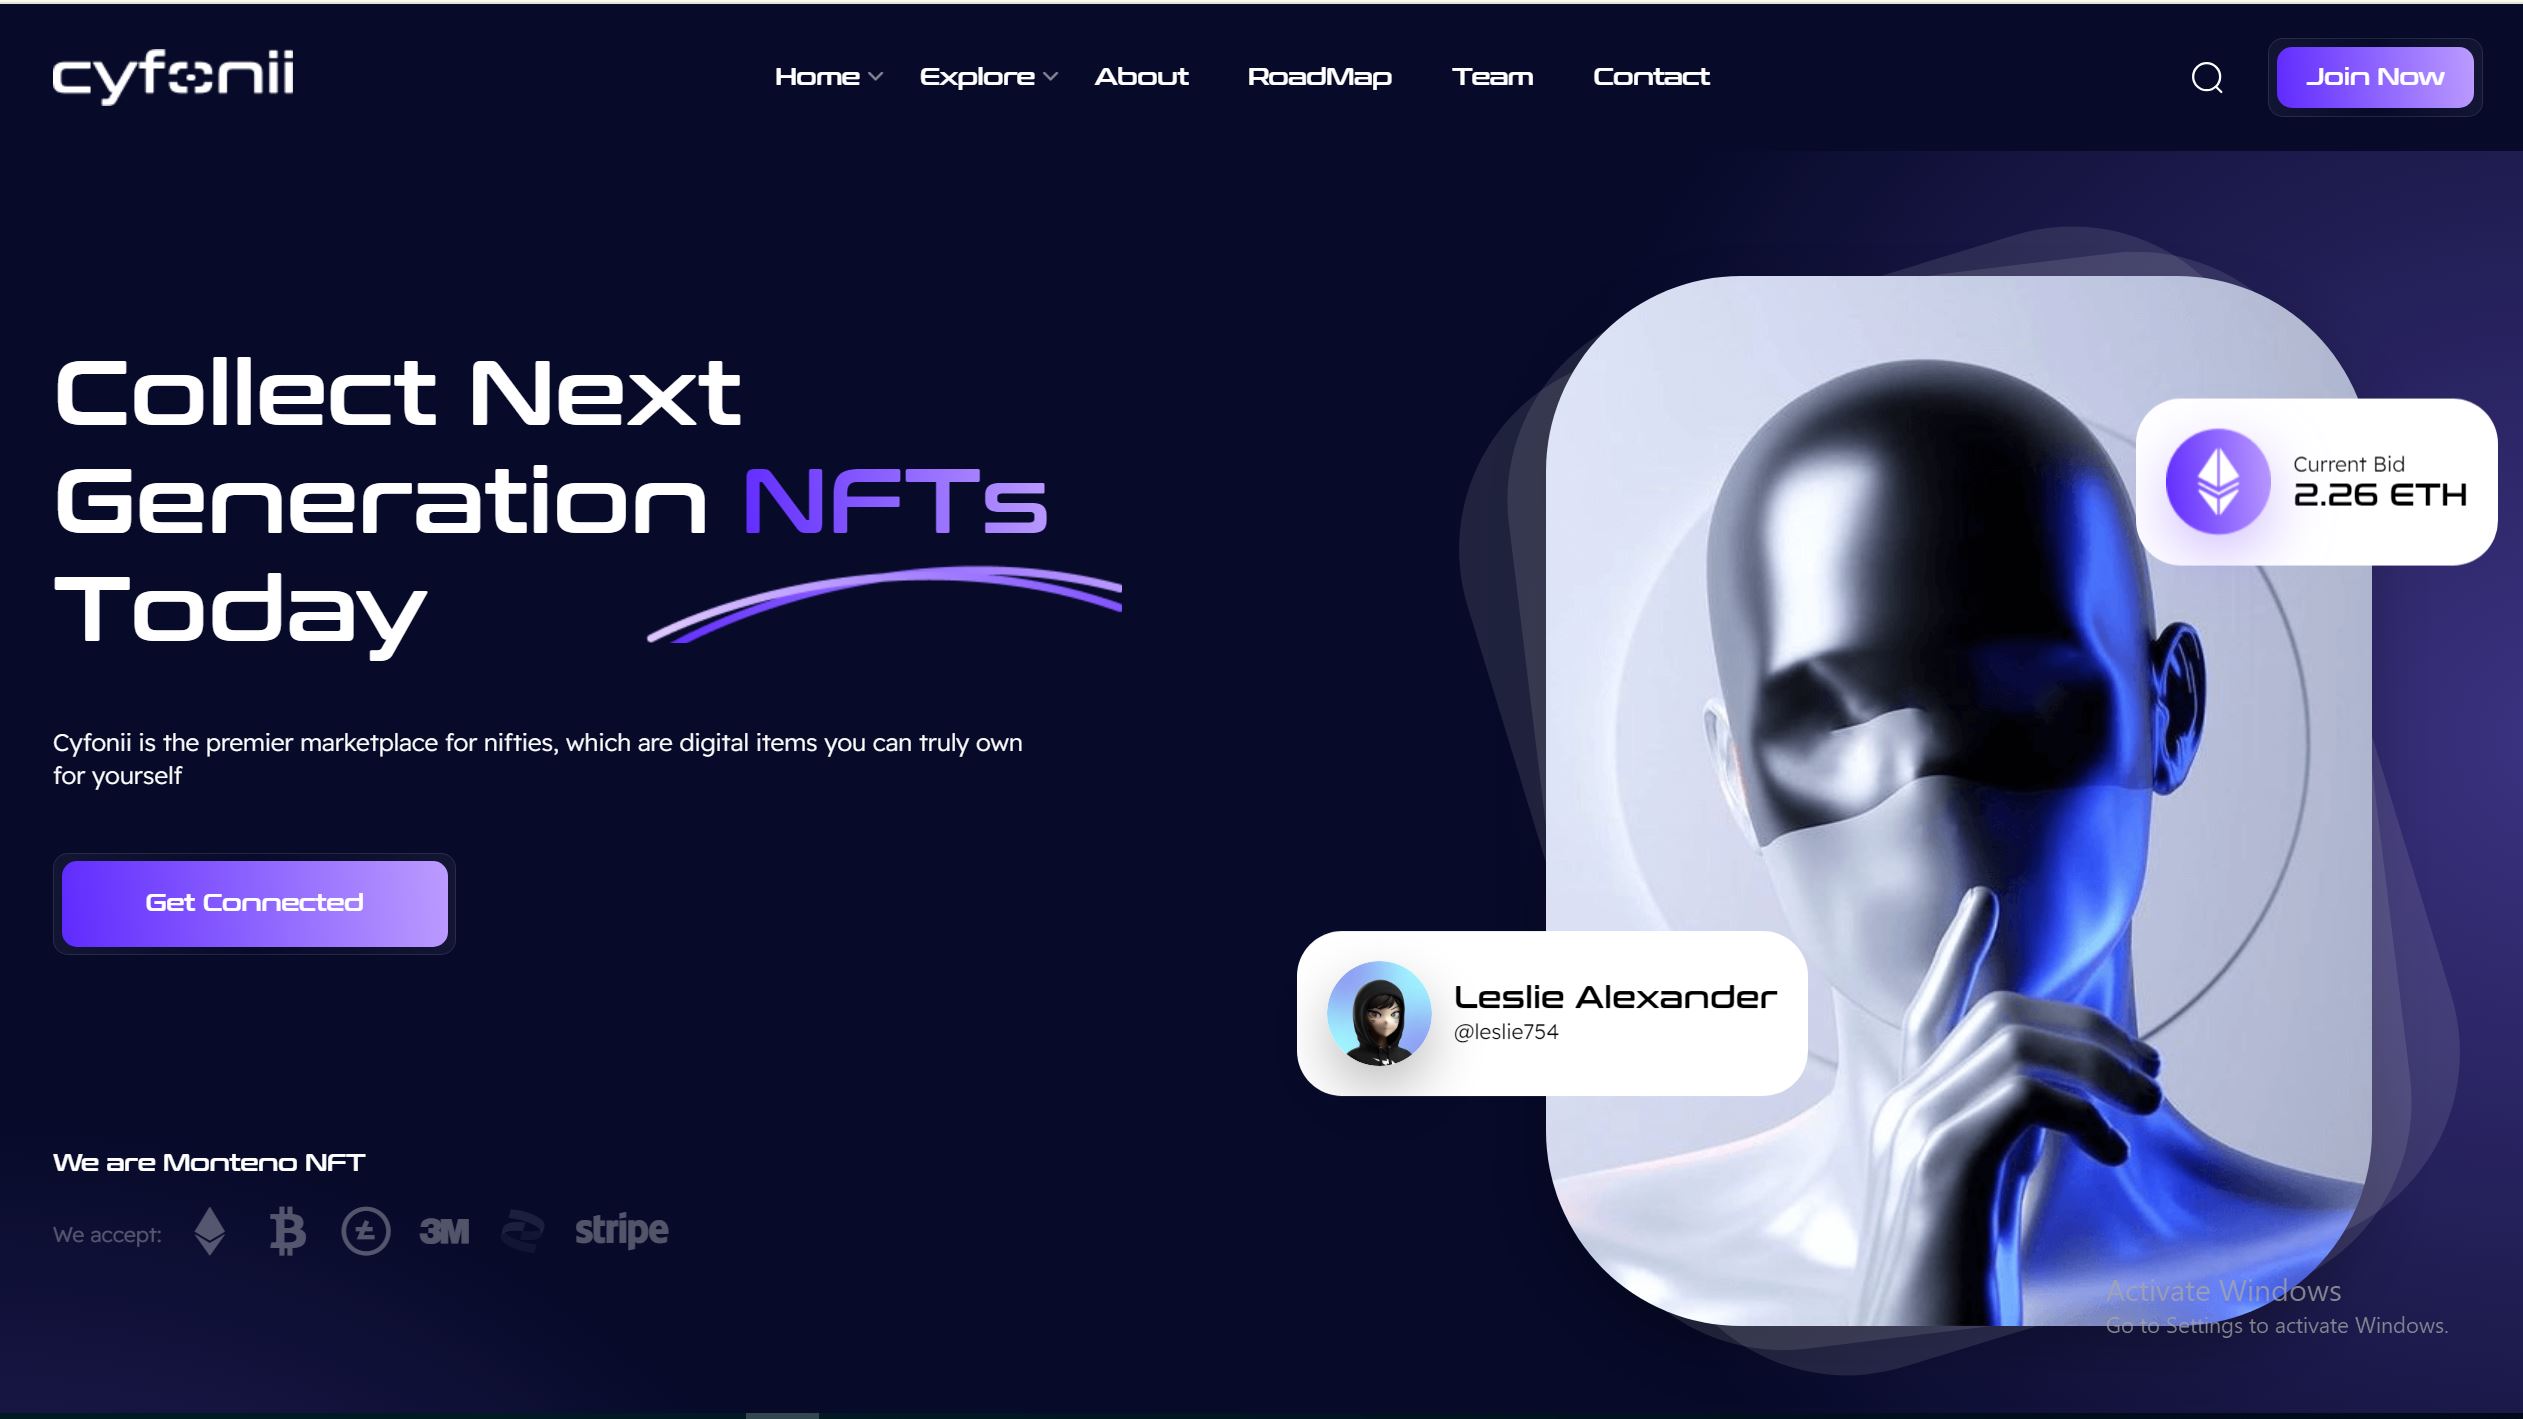 cyfonii
Home Explore About RoadMap Team Contact
Join Now
Collect Next
Generation NFTs
Today
Cyfonii is the premier marketplace for nifties, which are digital items you can truly own
for yourself
Get Connected
Current Bid
2.26 ETH
Leslie Alexander
@leslie754
We are Monteno NFT
We accept: 3M stripe
Activate Windows
Go to Settings to activate Windows.